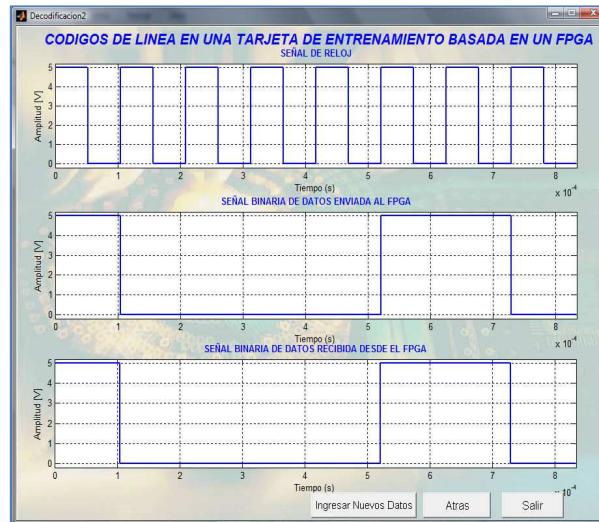 Decodificacion2
CODIGOS DE LINEA EN UNA TARJETA DE ENTRENAMIENTO BASADA EN UN FPGA
SEÑAL DE RELOJ
5
4
3
2
1
0
Amplitud [V]
0 1 2 3 4 5 6 7 8
Tiempo (s)
x 10⁻⁴
SEÑAL BINARIA DE DATOS ENVIADA AL FPGA
5
4
3
2
1
0
Amplitud [V]
0 1 2 3 4 5 6 7 8
Tiempo (s)
x 10⁻⁴
SEÑAL BINARIA DE DATOS RECIBIDA DESDE EL FPGA
5
4
3
2
1
0
Amplitud [V]
0 1 2 3 4 5 6 7 8
Tiempo (s)
10⁻⁴
Ingresar Nuevos Datos Atras Salir